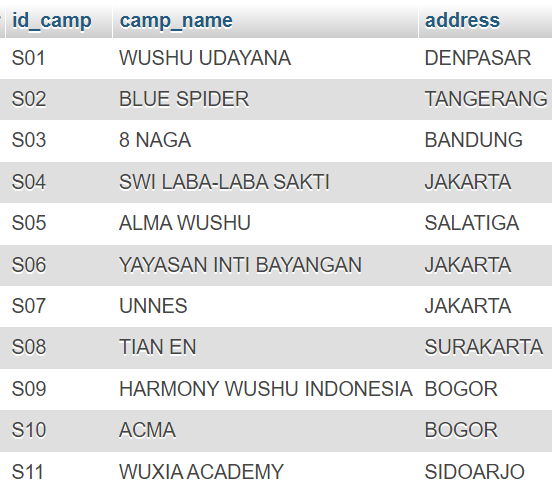 id_camp camp_name address
S01 WUSHU UDAYANA DENPASAR
S02 BLUE SPIDER TANGERANG
S03 8 NAGA BANDUNG
S04 SWI LABA-LABA SAKTI JAKARTA
S05 ALMA WUSHU SALATIGA
S06 YAYASAN INTI BAYANGAN JAKARTA
S07 UNNES JAKARTA
S08 TIAN EN SURAKARTA
S09 HARMONY WUSHU INDONESIA BOGOR
S10 ACMA BOGOR
S11 WUXIA ACADEMY SIDOARJO